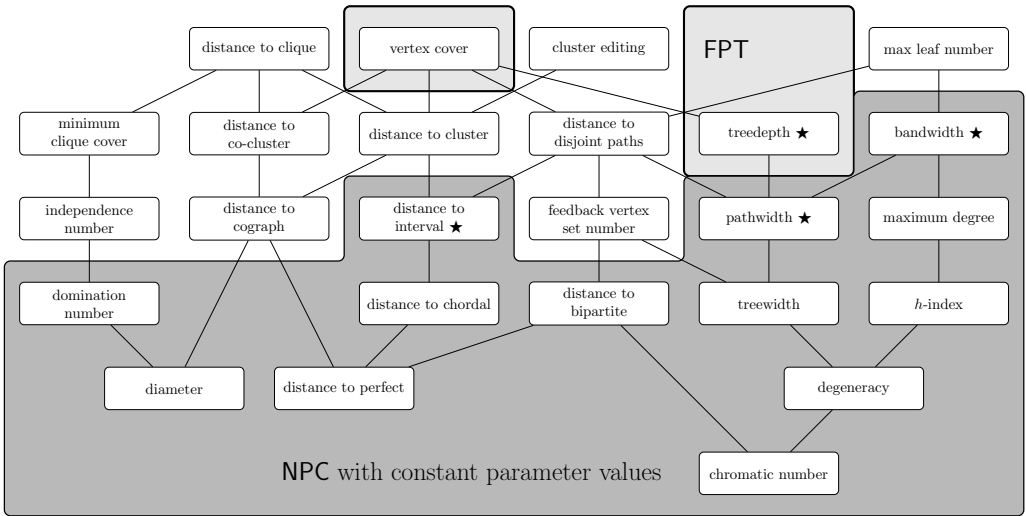 distance to clique
vertex cover
cluster editing
FPT
max leaf number
minimum
clique cover
distance to
co-cluster
distance to cluster
distance to
disjoint paths
treedepth ★
bandwidth ★
independence
number
distance to
cograph
distance to
interval ★
feedback vertex
set number
pathwidth ★
maximum degree
domination
number
distance to chordal
distance to
bipartite
treewidth
h-index
diameter
distance to perfect
degeneracy
NPC with constant parameter values
chromatic number